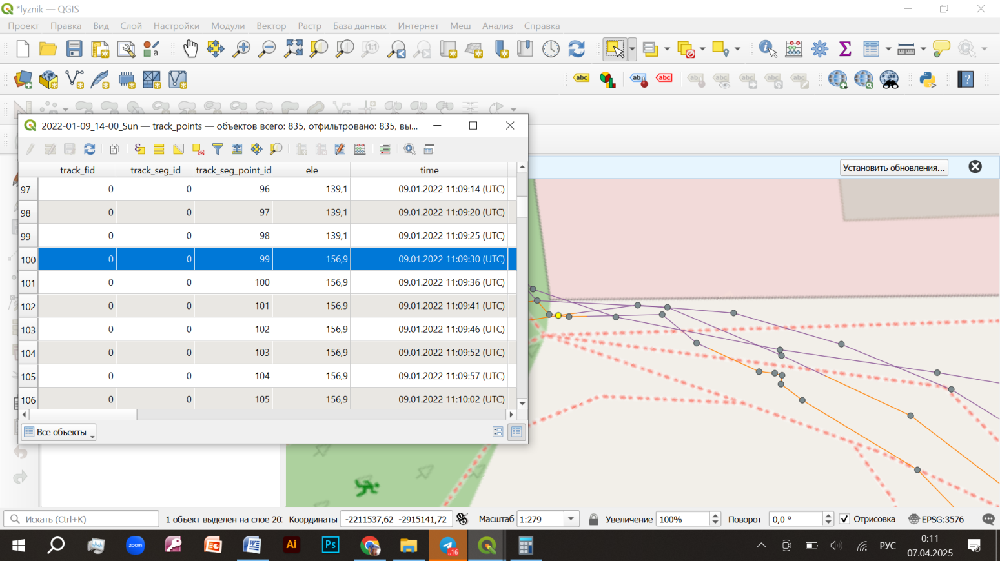 *lyznik — QGIS
Проект Правка Вид Слой Настройки Модули Вектор Растр База данных Интернет Меш Анализ Справка
2022-01-09_14-00_Sun — track_points — объектов всего: 835, отфильтровано: 835, вы...
Установить обновления...
track_fid track_seg_id track_seg_point_id ele time
97 0 0 96 139,1 09.01.2022 11:09:14 (UTC)
98 0 0 97 139,1 09.01.2022 11:09:20 (UTC)
99 0 0 98 139,1 09.01.2022 11:09:25 (UTC)
100 0 0 99 156,9 09.01.2022 11:09:30 (UTC)
101 0 0 100 156,9 09.01.2022 11:09:36 (UTC)
102 0 0 101 156,9 09.01.2022 11:09:41 (UTC)
103 0 0 102 156,9 09.01.2022 11:09:46 (UTC)
104 0 0 103 156,9 09.01.2022 11:09:52 (UTC)
105 0 0 104 156,9 09.01.2022 11:09:57 (UTC)
106 0 0 105 156,9 09.01.2022 11:10:02 (UTC)
Все объекты
Искать (Ctrl+K) 1 объект выделен на слое 20: Координаты -2211537,62 -2915141,72 Масштаб 1:279 Увеличение 100% Поворот 0,0 ° Отрисовка EPSG:3576
zoom Ai Ps ..16 РУС 0:11
07.04.2025